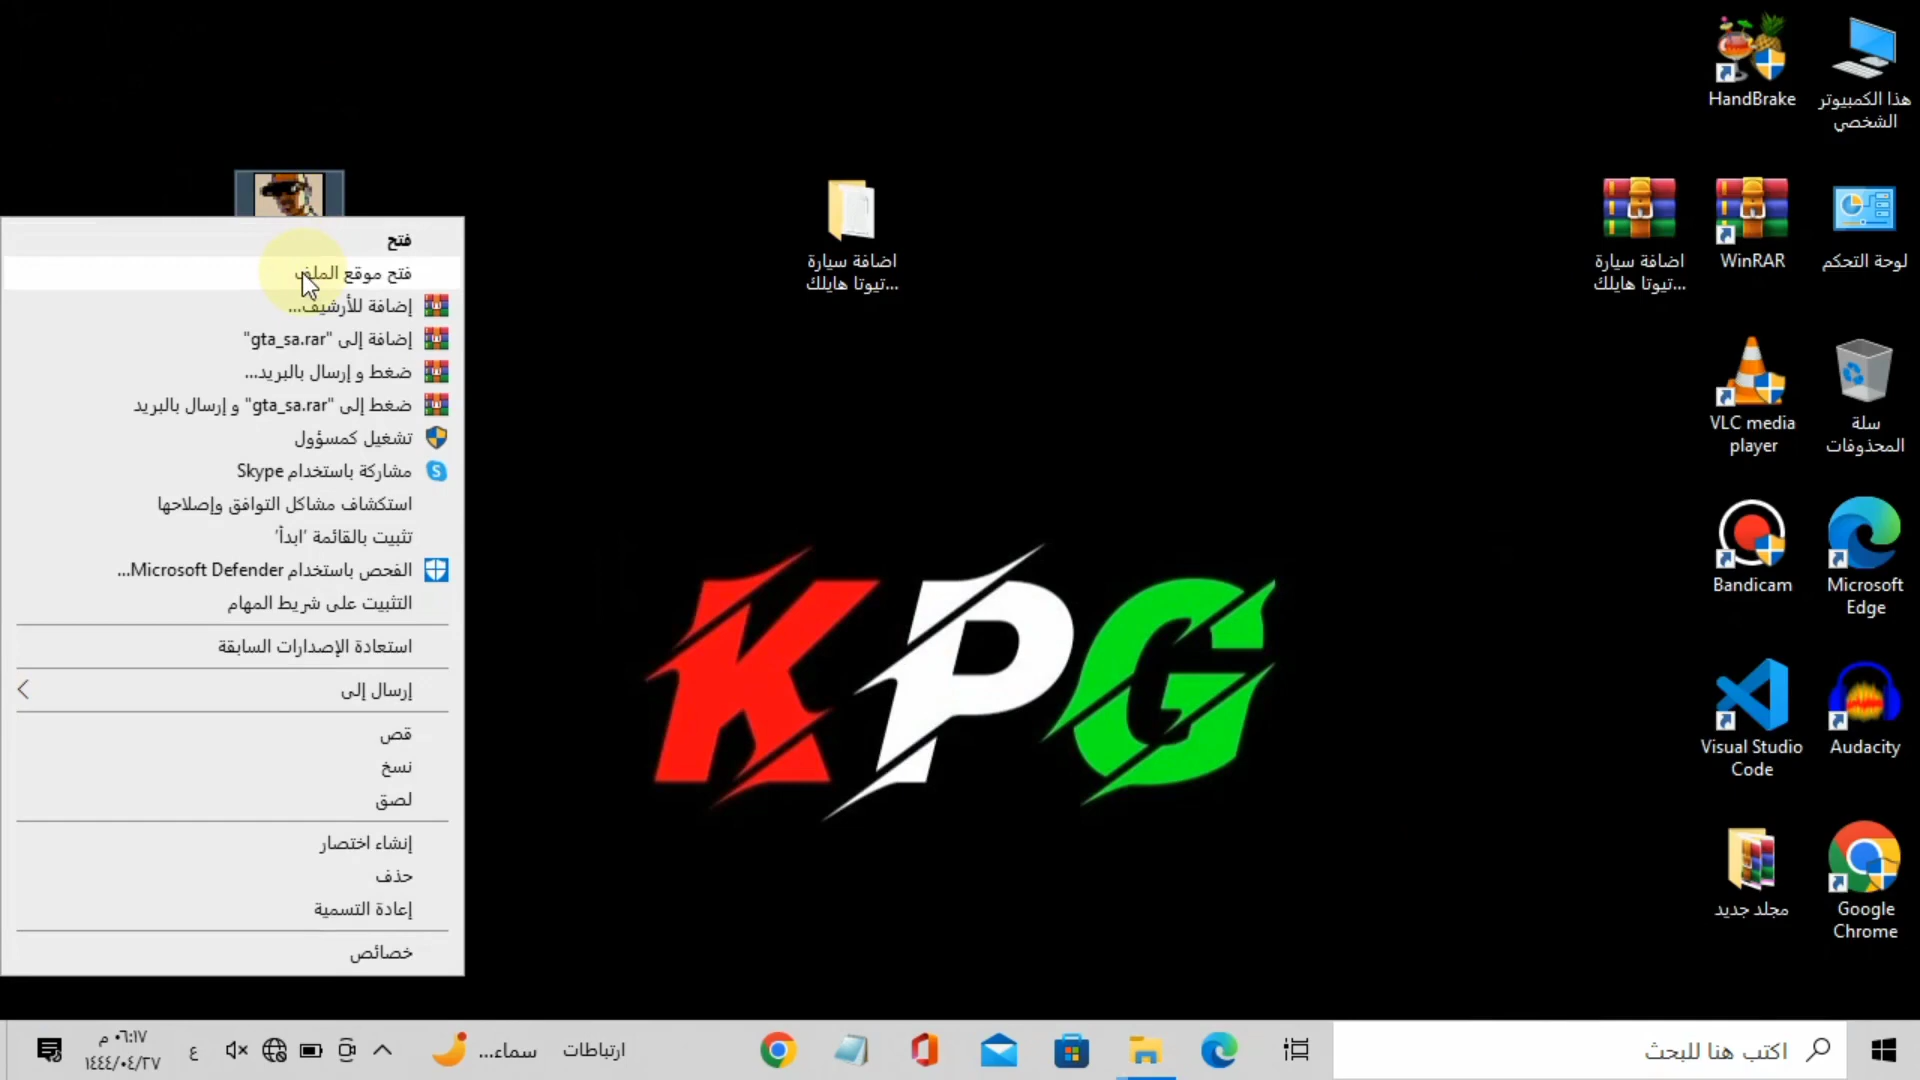 هذا الكمبيوتر
الشخصي
HandBrake
لوحة التحكم
WinRAR
اضافة سيارة
تيوتا هايلك...
سلة
المحذوفات
VLC media
player
Microsoft
Edge
Bandicam
Audacity
Visual Studio
Code
Google
Chrome
مجلد جديد
اضافة سيارة
تيوتا هايلك...
فتح
فتح موقع الملف
إضافة للأرشيف...
إضافة إلى "gta_sa.rar"
ضغط و إرسال بالبريد...
ضغط إلى "gta_sa.rar" و إرسال بالبريد
تشغيل كمسؤول
مشاركة باستخدام Skype
استكشاف مشاكل التوافق وإصلاحها
تثبيت بالقائمة 'ابدأ'
الفحص باستخدام Microsoft Defender...
التثبيت على شريط المهام
استعادة الإصدارات السابقة
إرسال إلى
قص
نسخ
لصق
إنشاء اختصار
حذف
إعادة التسمية
خصائص
KPG
اكتب هنا للبحث
ارتباطات
سماء...
ع
٠٦:١٧ م
١٤٤٤/٠٤/٢٧